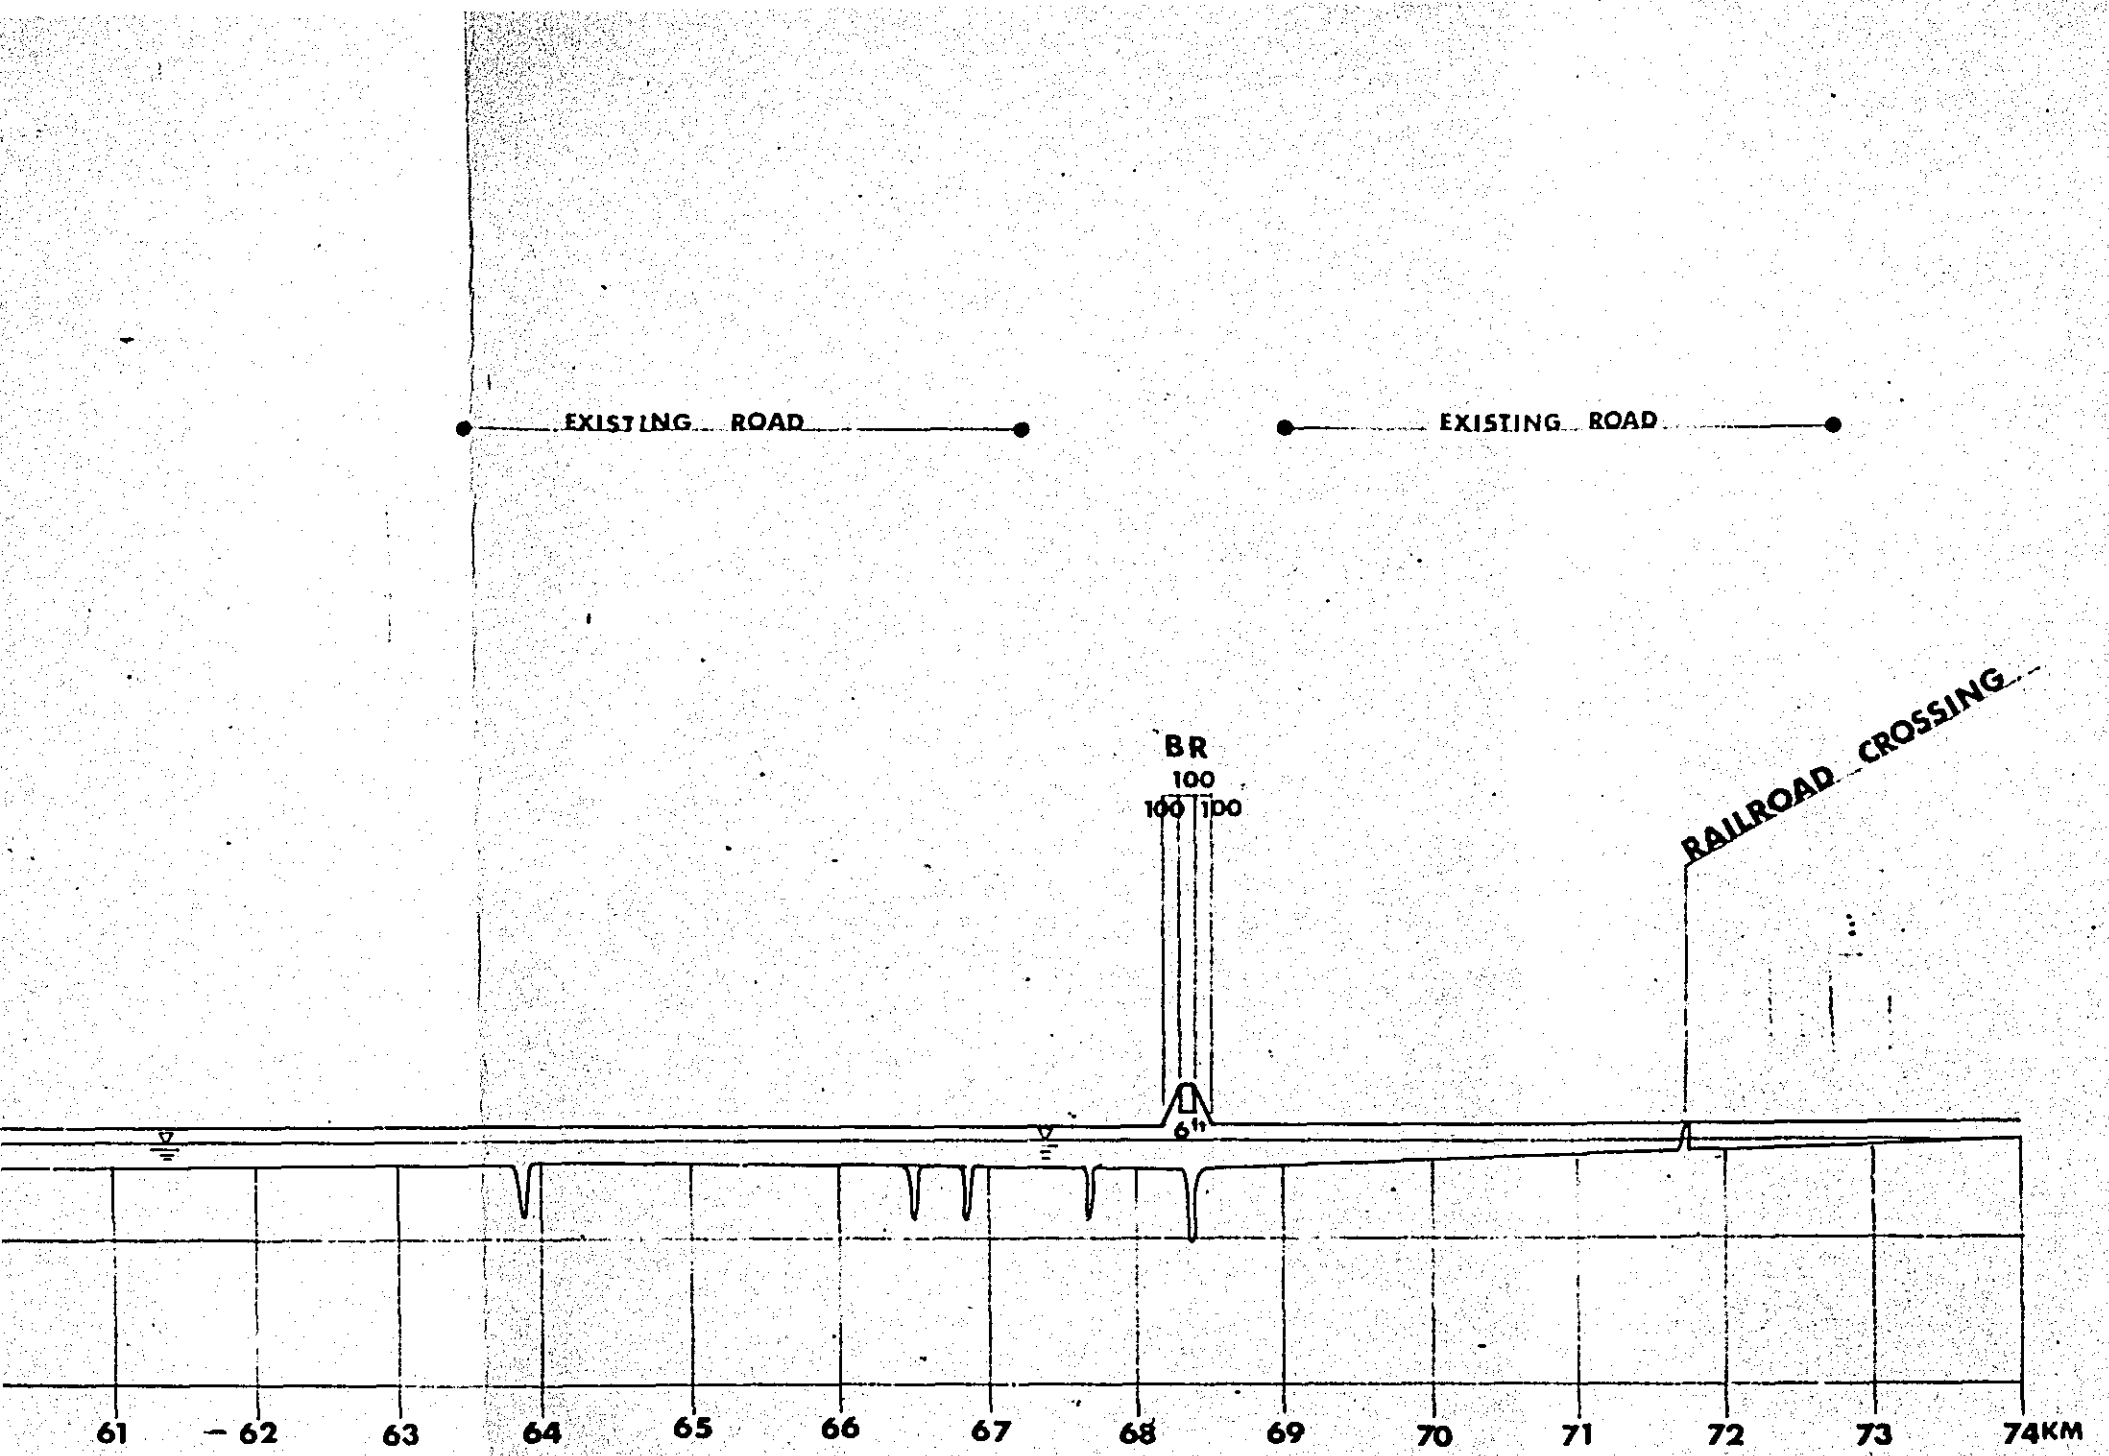 EXISTING ROAD
EXISTING ROAD
RAILROAD CROSSING
BR
100
100 100
6 ft
61 62 63 64 65 66 67 68 69 70 71 72 73 74KM